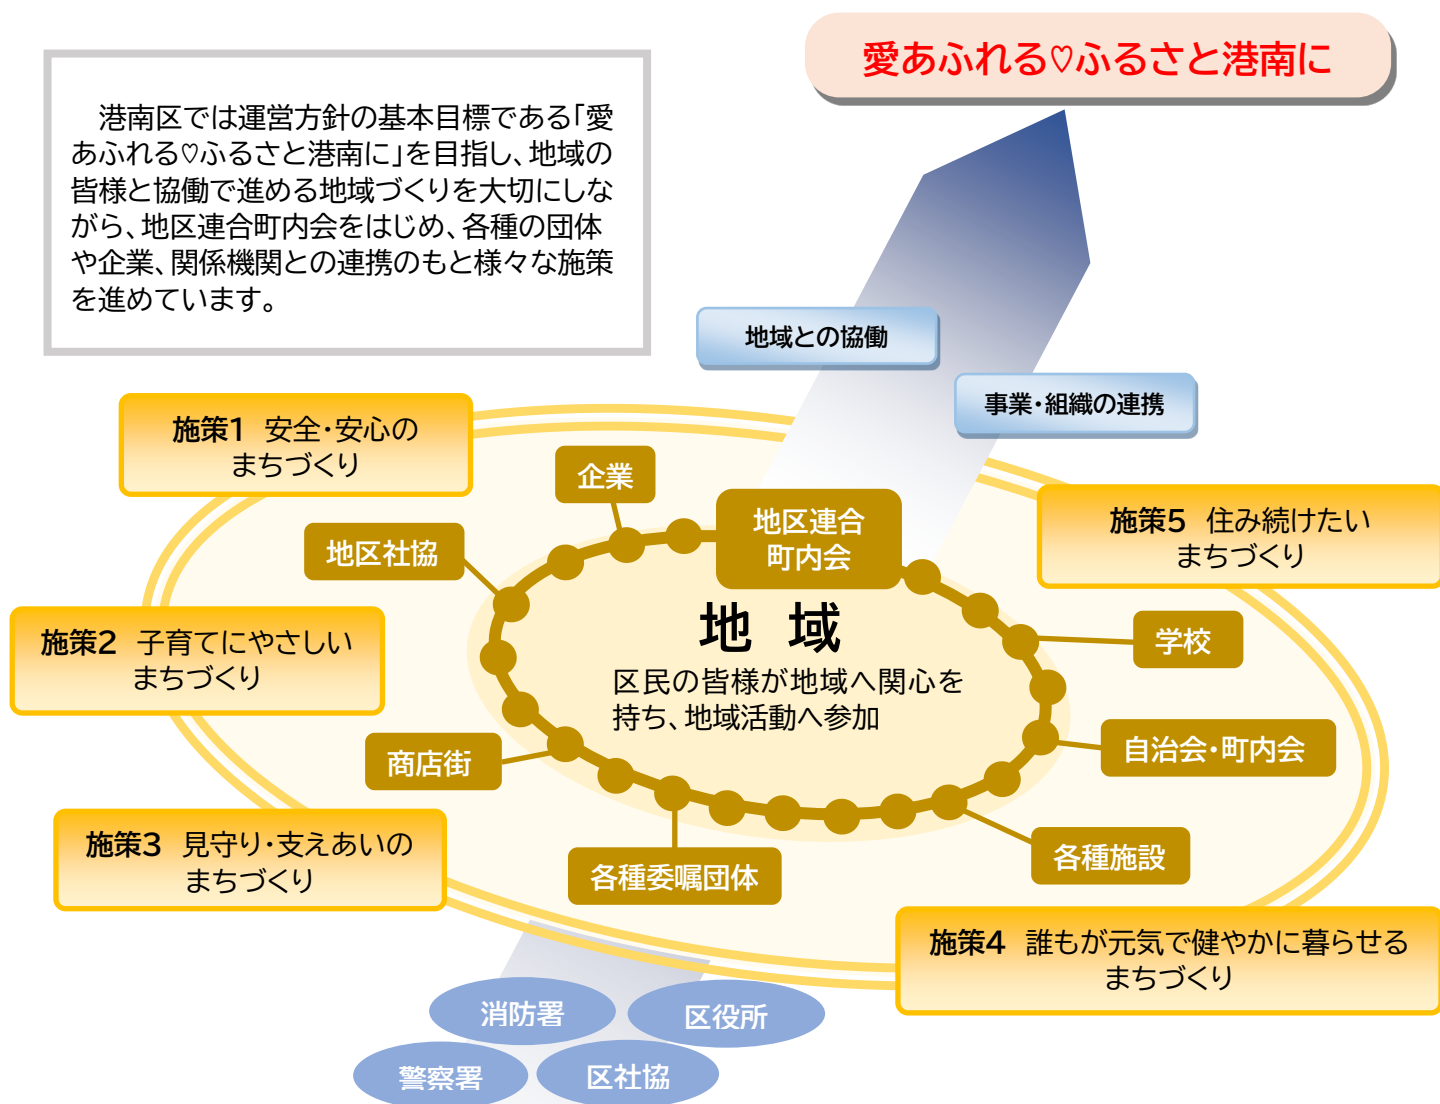 愛あふれる♡ふるさと港南に
港南区では運営方針の基本目標である「愛
あふれる♡ふるさと港南に」を目指し、地域の
皆様と協働で進める地域づくりを大切にしな
がら、地区連合町内会をはじめ、各種の団体
や企業、関係機関との連携のもと様々な施策
を進めています。
地域との協働
事業・組織の連携
施策1 安全・安心の
まちづくり
企業
地区連合
町内会
施策5 住み続けたい
まちづくり
地区社協
地 域
区民の皆様が地域へ関心を
持ち、地域活動へ参加
学校
施策2 子育てにやさしい
まちづくり
商店街
自治会・町内会
施策3 見守り・支えあいの
まちづくり
各種委嘱団体
各種施設
施策4 誰もが元気で健やかに暮らせる
まちづくり
消防署
区役所
警察署
区社協